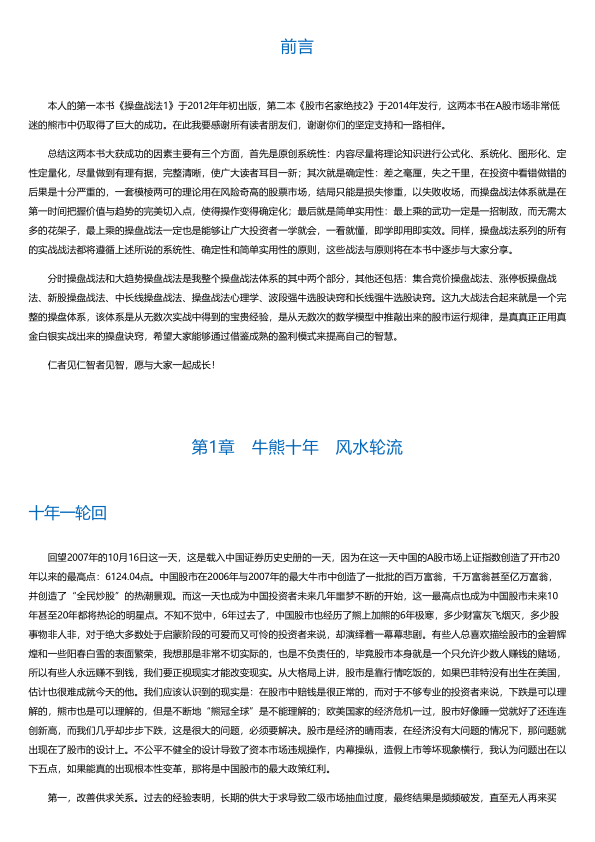 前言
本人的第一本书《操盘战法1》于2012年年初出版，第二本《股市名家绝技2》于2014年发行，这两本书在A股市场非常低
迷的熊市中仍取得了巨大的成功。在此我要感谢所有读者朋友们，谢谢你们的坚定支持和一路相伴。
总结这两本书大获成功的因素主要有三个方面，首先是原创系统性：内容尽量将理论知识进行公式化、系统化、图形化、定
性定量化，尽量做到有理有据，完整清晰，使广大读者耳目一新；其次就是确定性：差之毫厘，失之千里，在投资中看错做错的
后果是十分严重的，一套模棱两可的理论用在风险奇高的股票市场，结局只能是损失惨重，以失败收场，而操盘战法体系就是在
第一时间把握价值与趋势的完美切入点，使得操作变得确定化；最后就是简单实用性：最上乘的武功一定是一招制敌，而无需太
多的花架子，最上乘的操盘战法一定也是能够让广大投资者一学就会，一看就懂，即学即用即实效。同样，操盘战法系列的所有
的实战战法都将遵循上述所说的系统性、确定性和简单实用性的原则，这些战法与原则将在本书中逐步与大家分享。
分时操盘战法和大趋势操盘战法是我整个操盘战法体系的其中两个部分，其他还包括：集合竞价操盘战法、涨停板操盘战
法、新股操盘战法、中长线操盘战法、操盘战法心理学、波段强牛选股诀窍和长线强牛选股诀窍。这九大战法合起来就是一个完
整的操盘体系，该体系是从无数次实战中得到的宝贵经验，是从无数次的数学模型中推敲出来的股市运行规律，是真真正正用真
金白银实战出来的操盘诀窍，希望大家能够通过借鉴成熟的盈利模式来提高自己的智慧。
仁者见仁智者见智，愿与大家一起成长！
第1章　牛熊十年　风水轮流
十年一轮回
回望2007年的10月16日这一天，这是载入中国证券历史史册的一天，因为在这一天中国的A股市场上证指数创造了开市20
年以来的最高点：6124.04点。中国股市在2006年与2007年的最大牛市中创造了一批批的百万富翁，千万富翁甚至亿万富翁，
并创造了“全民炒股”的热潮景观。而这一天也成为中国投资者未来几年噩梦不断的开始，这一最高点也成为中国股市未来10
年甚至20年都将热论的明星点。不知不觉中，6年过去了，中国股市也经历了熊上加熊的6年极寒，多少财富灰飞烟灭，多少股
事物非人非，对于绝大多数处于启蒙阶段的可爱而又可怜的投资者来说，却演绎着一幕幕悲剧。有些人总喜欢描绘股市的金碧辉
煌和一些阳春白雪的表面繁荣，我想那是非常不切实际的，也是不负责任的，毕竟股市本身就是一个只允许少数人赚钱的赌场，
所以有些人永远赚不到钱，我们要正视现实才能改变现实。从大格局上讲，股市是靠行情吃饭的，如果巴菲特没有出生在美国，
估计也很难成就今天的他。我们应该认识到的现实是：在股市中赔钱是很正常的，而对于不够专业的投资者来说，下跌是可以理
解的，熊市也是可以理解的，但是不断地“熊冠全球”是不能理解的；欧美国家的经济危机一过，股市好像睡一觉就好了还连连
创新高，而我们几乎却步步下跌，这是很大的问题，必须要解决。股市是经济的晴雨表，在经济没有大问题的情况下，那问题就
出现在了股市的设计上。不公平不健全的设计导致了资本市场违规操作，内幕操纵，造假上市等坏现象横行，我认为问题出在以
下五点，如果能真的出现根本性变革，那将是中国股市的最大政策红利。
第一，改善供求关系。过去的经验表明，长期的供大于求导致二级市场抽血过度，最终结果是频频破发，直至无人再来买